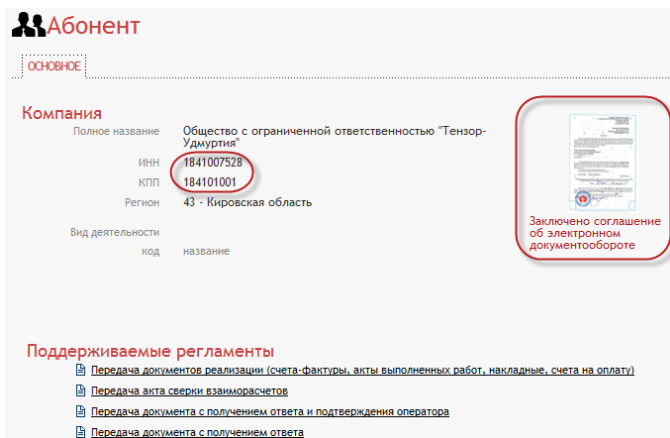 Абонент
ОСНОВНОЕ
Компания
Полное название Общество с ограниченной ответственностью "Тензор-
Удмуртия"
ИНН 1841007528
КПП 184101001
Регион 43 - Кировская область
Вид деятельности
код название
Заключено соглашение
об электронном
документообороте
Поддерживаемые регламенты
Передача документов реализации (счета-фактуры, акты выполненных работ, накладные, счета на оплату)
Передача акта сверки взаиморасчетов
Передача документа с получением ответа и подтверждения оператора
Передача документа с получением ответа